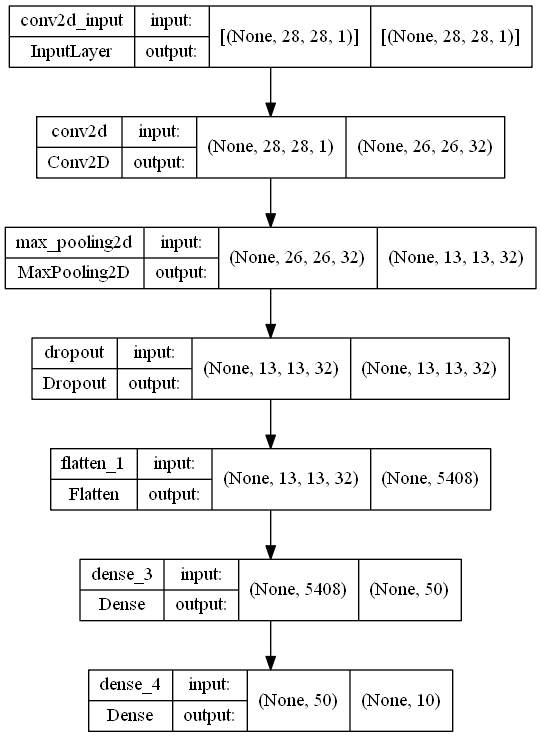 conv2d_input input: [(None, 28, 28, 1)] [(None, 28, 28, 1)]
InputLayer output:
conv2d input: (None, 28, 28, 1) (None, 26, 26, 32)
Conv2D output:
max_pooling2d input: (None, 26, 26, 32) (None, 13, 13, 32)
MaxPooling2D output:
dropout input: (None, 13, 13, 32) (None, 13, 13, 32)
Dropout output:
flatten_1 input: (None, 13, 13, 32) (None, 5408)
Flatten output:
dense_3 input: (None, 5408) (None, 50)
Dense output:
dense_4 input: (None, 50) (None, 10)
Dense output: